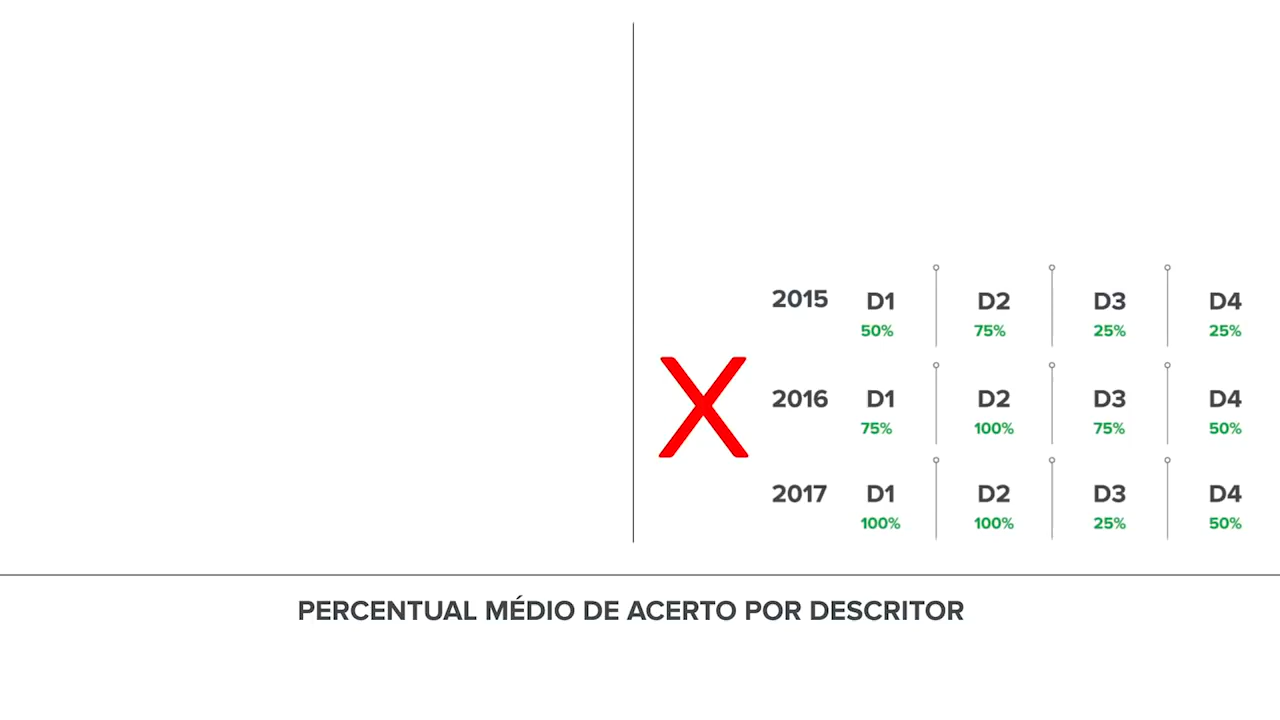 2015 D1 D2 D3 D4
50% 75% 25% 25%
2016 D1 D2 D3 D4
75% 100% 75% 50%
2017 D1 D2 D3 D4
100% 100% 25% 50%
PERCENTUAL MÉDIO DE ACERTO POR DESCRITOR